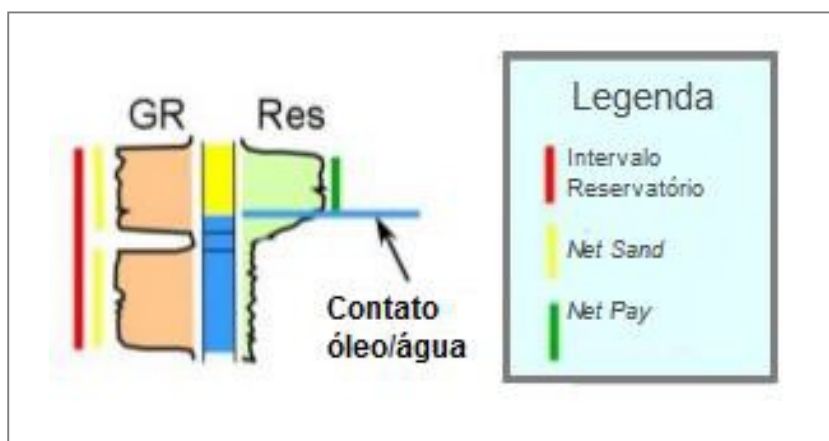 GR Res
Contato
óleo/água
Legenda
Intervalo
Reservatório
Net Sand
Net Pay